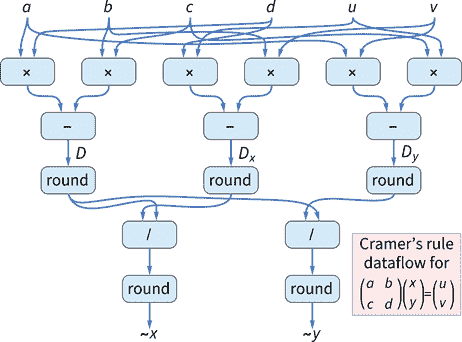 a b c d u v
× × × × × ×
− − −
D Dx Dy
round round round
/ /
round round
~x ~y
Cramer's rule
dataflow for
(a b) (x) = (u)
(c d) (y) (v)